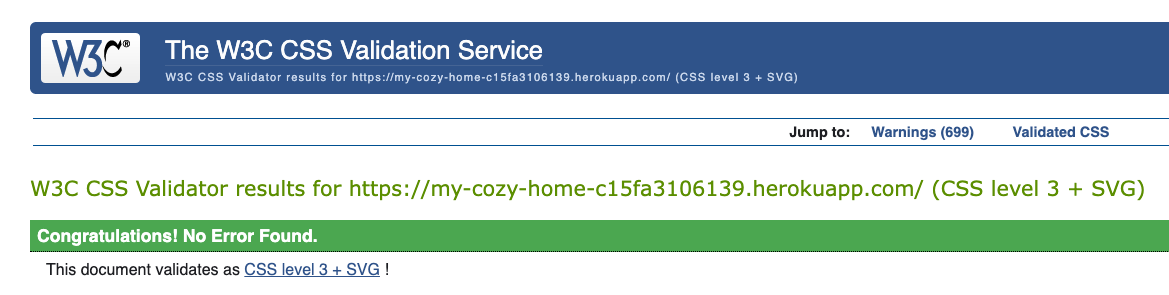 W3C®
The W3C CSS Validation Service
W3C CSS Validator results for https://my-cozy-home-c15fa3106139.herokuapp.com/ (CSS level 3 + SVG)
Jump to: Warnings (699) Validated CSS
W3C CSS Validator results for https://my-cozy-home-c15fa3106139.herokuapp.com/ (CSS level 3 + SVG)
Congratulations! No Error Found.
This document validates as CSS level 3 + SVG !